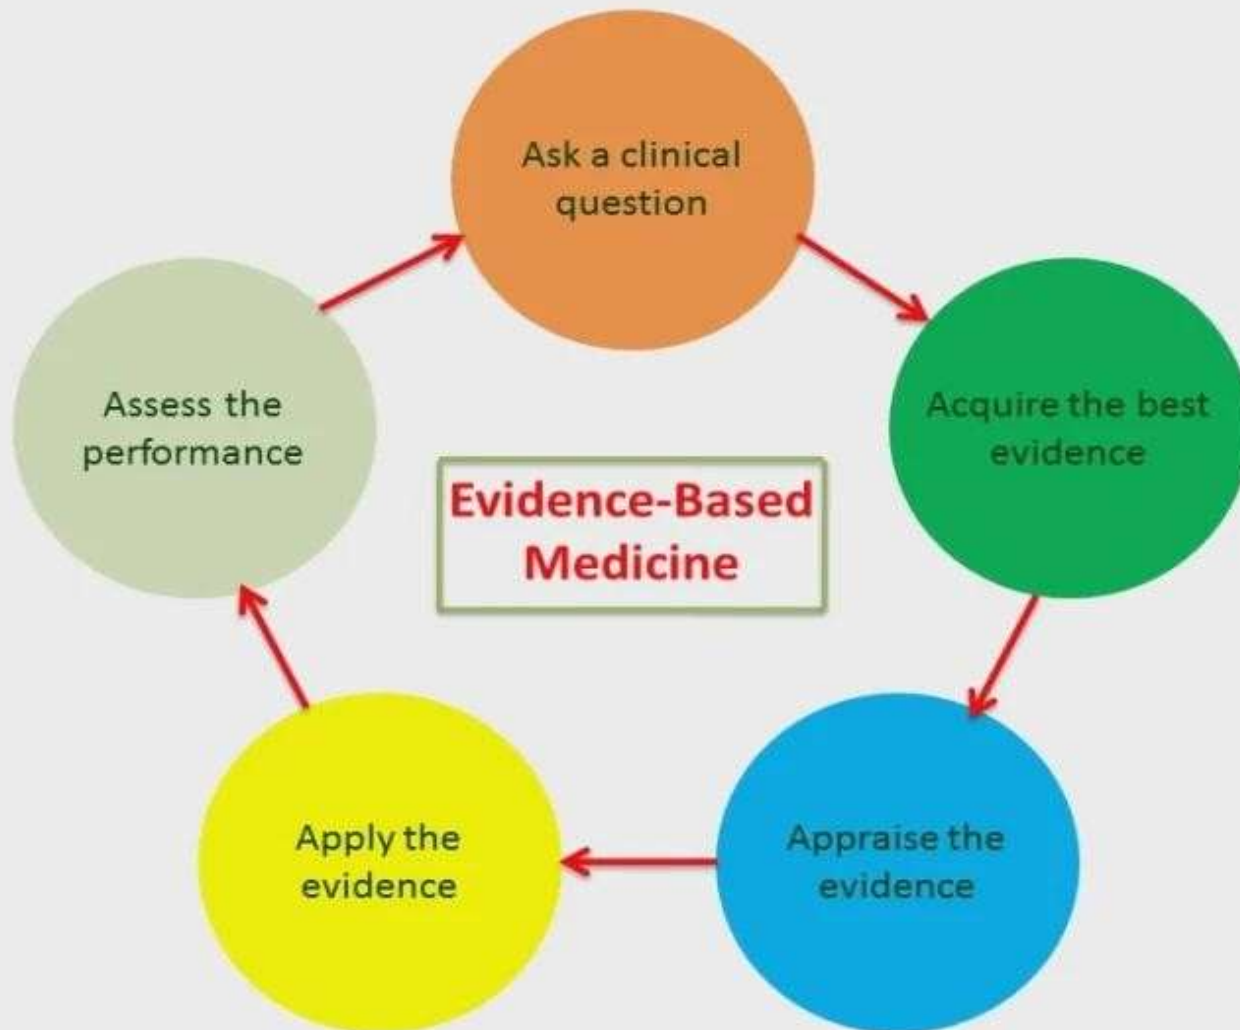 Ask a clinical
question
Acquire the best
evidence
Appraise the
evidence
Apply the
evidence
Assess the
performance
Evidence-Based
Medicine